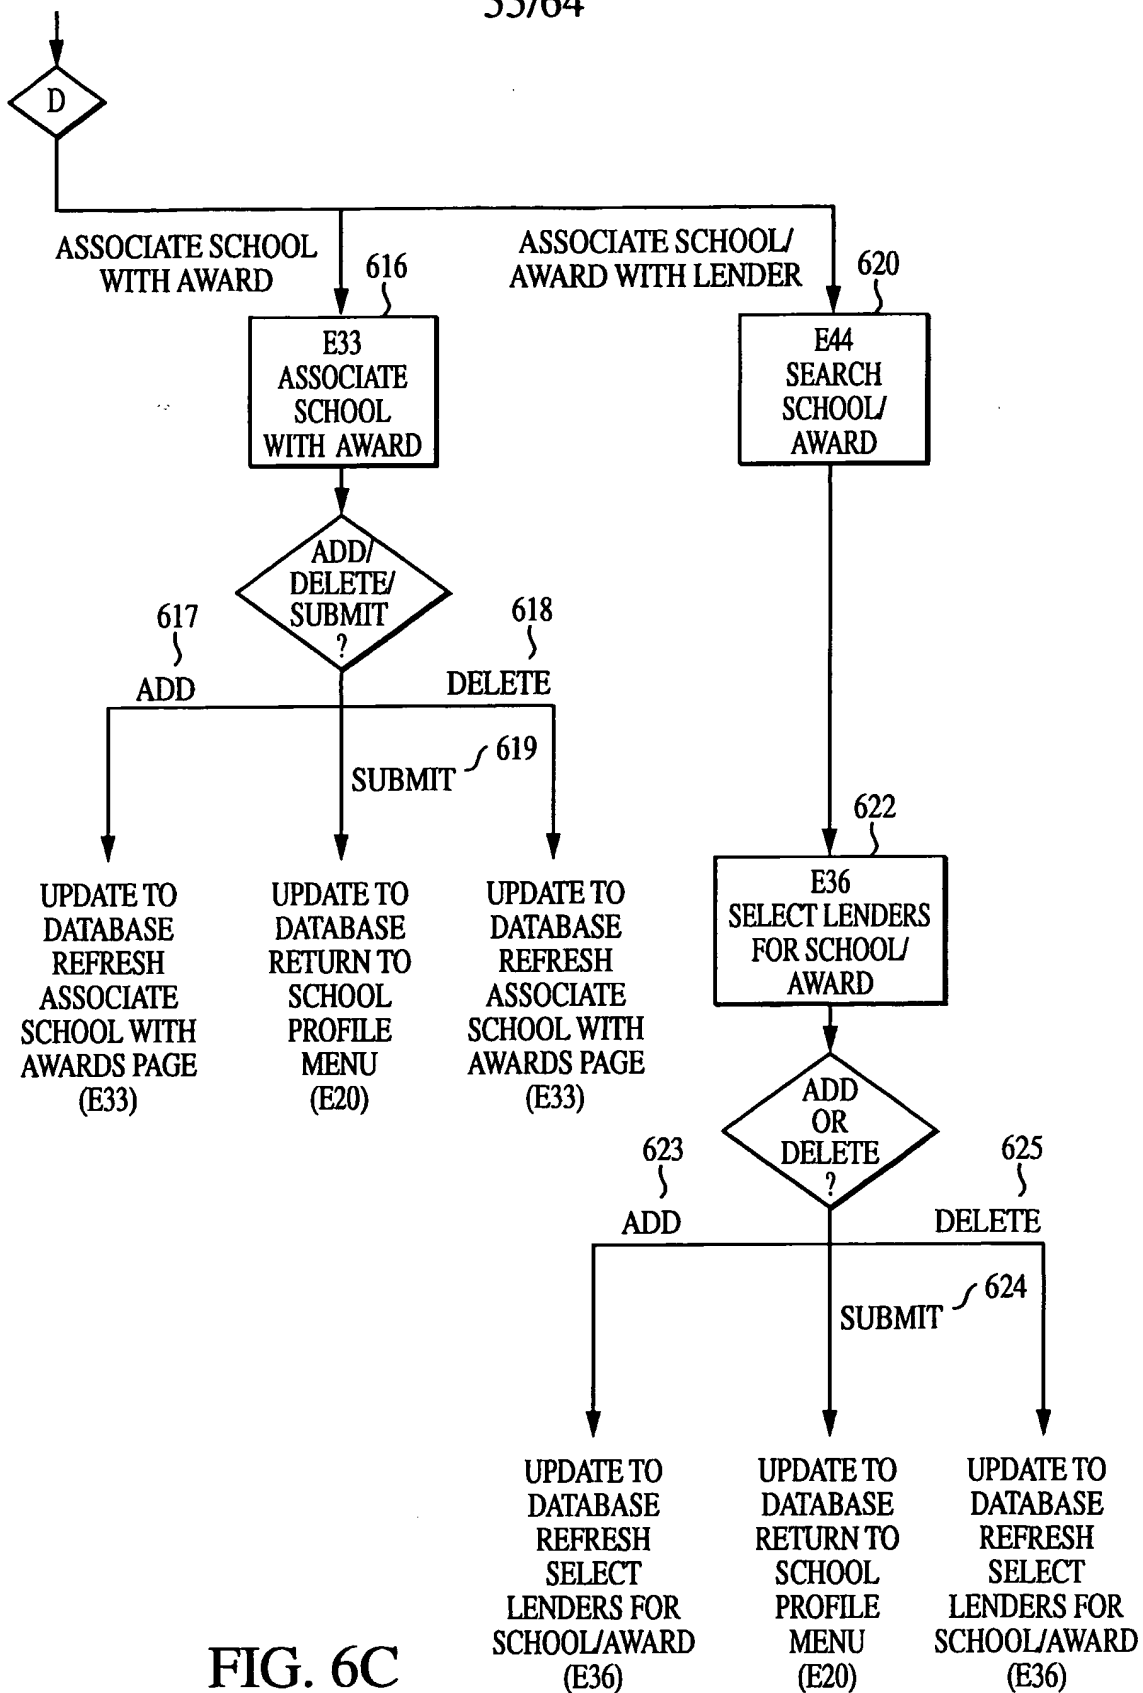 55/64
D
ASSOCIATE SCHOOL
WITH AWARD
616
ASSOCIATE SCHOOL/
AWARD WITH LENDER
620
E33
ASSOCIATE
SCHOOL
WITH AWARD
E44
SEARCH
SCHOOL/
AWARD
ADD/
DELETE/
SUBMIT
?
617
ADD
618
DELETE
SUBMIT
619
UPDATE TO
DATABASE
REFRESH
ASSOCIATE
SCHOOL WITH
AWARDS PAGE
(E33)
UPDATE TO
DATABASE
RETURN TO
SCHOOL
PROFILE
MENU
(E20)
UPDATE TO
DATABASE
REFRESH
ASSOCIATE
SCHOOL WITH
AWARDS PAGE
(E33)
622
E36
SELECT LENDERS
FOR SCHOOL/
AWARD
ADD
OR
DELETE
?
623
ADD
625
DELETE
SUBMIT
624
UPDATE TO
DATABASE
REFRESH
SELECT
LENDERS FOR
SCHOOL/AWARD
(E36)
UPDATE TO
DATABASE
RETURN TO
SCHOOL
PROFILE
MENU
(E20)
UPDATE TO
DATABASE
REFRESH
SELECT
LENDERS FOR
SCHOOL/AWARD
(E36)
FIG. 6C